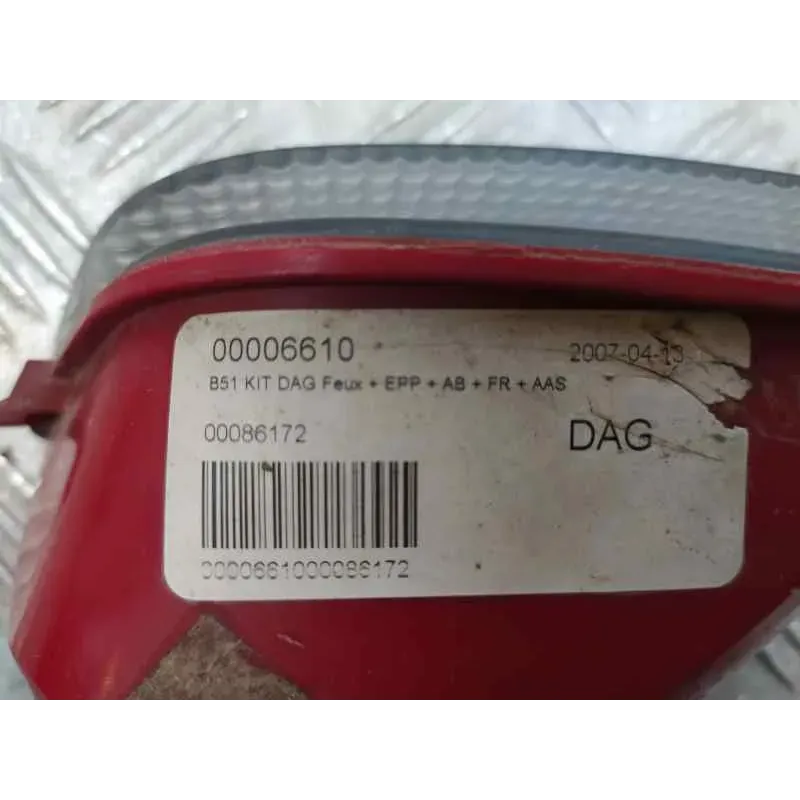 00006610 2007-04-13
B51 KIT DAG Feux + EPP + AB + FR + AAS
00086172 DAG
0000661000086172